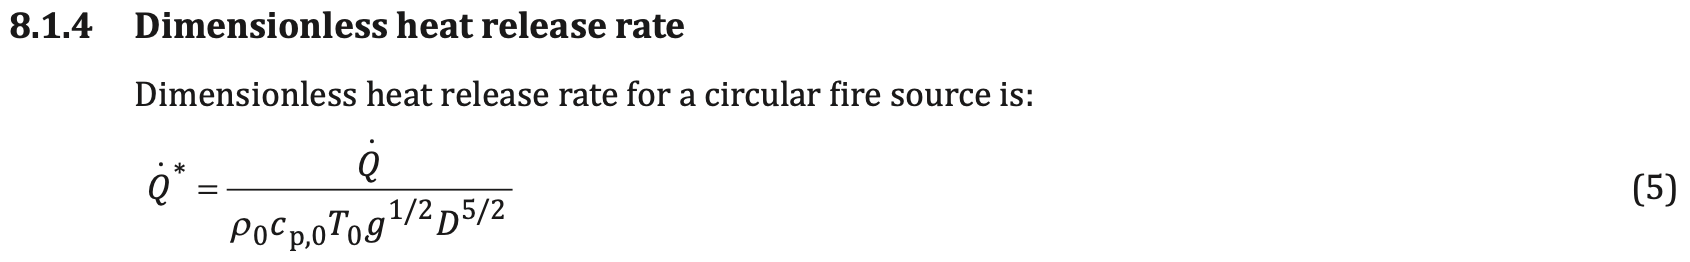 8.1.4 Dimensionless heat release rate
Dimensionless heat release rate for a circular fire source is:
$\dot{Q}^{*} = \frac{\dot{Q}}{\rho_0 c_{\mathrm{p},0} T_0 g^{1/2} D^{5/2}}$ (5)